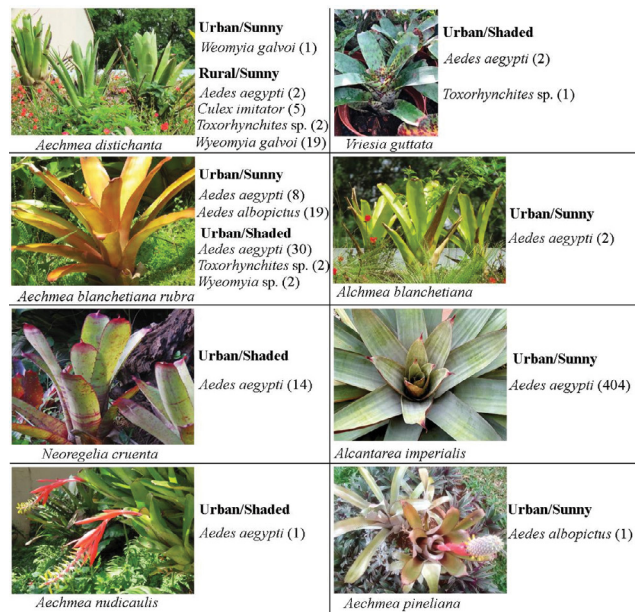 Urban/Sunny
Weomyia galvoi (1)
Rural/Sunny
Aedes aegypti (2)
Culex imitator (5)
Toxorhynchites sp. (2)
Wyeomyia galvoi (19)
Aechmea distichanta
Urban/Shaded
Aedes aegypti (2)
Toxorhynchites sp. (1)
Vriesia guttata
Urban/Sunny
Aedes aegypti (8)
Aedes albopictus (19)
Urban/Shaded
Aedes aegypti (30)
Toxorhynchites sp. (2)
Wyeomyia sp. (2)
Aechmea blanchetiana rubra
Urban/Sunny
Aedes aegypti (2)
Alchmea blanchetiana
Urban/Shaded
Aedes aegypti (14)
Neoregelia cruenta
Urban/Sunny
Aedes aegypti (404)
Alcantarea imperialis
Urban/Shaded
Aedes aegypti (1)
Aechmea nudicaulis
Urban/Sunny
Aedes albopictus (1)
Aechmea pineliana